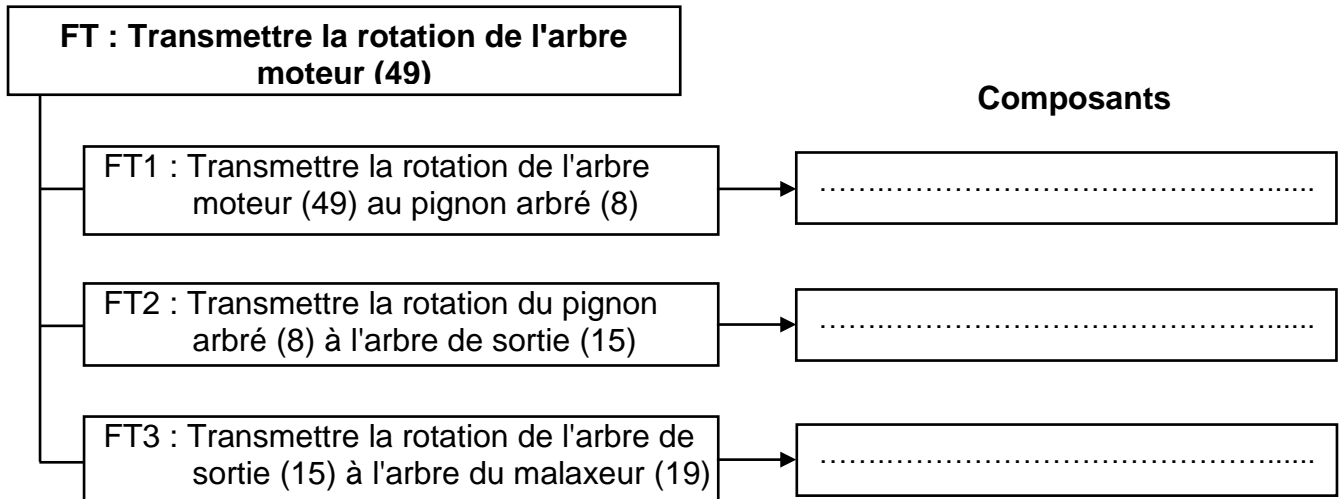 FT : Transmettre la rotation de l'arbre
moteur (49)
Composants
FT1 : Transmettre la rotation de l'arbre
moteur (49) au pignon arbré (8)
…….……………………………………......
FT2 : Transmettre la rotation du pignon
arbré (8) à l'arbre de sortie (15)
…….……………………………………......
FT3 : Transmettre la rotation de l'arbre de
sortie (15) à l'arbre du malaxeur (19)
…….……………………………………......